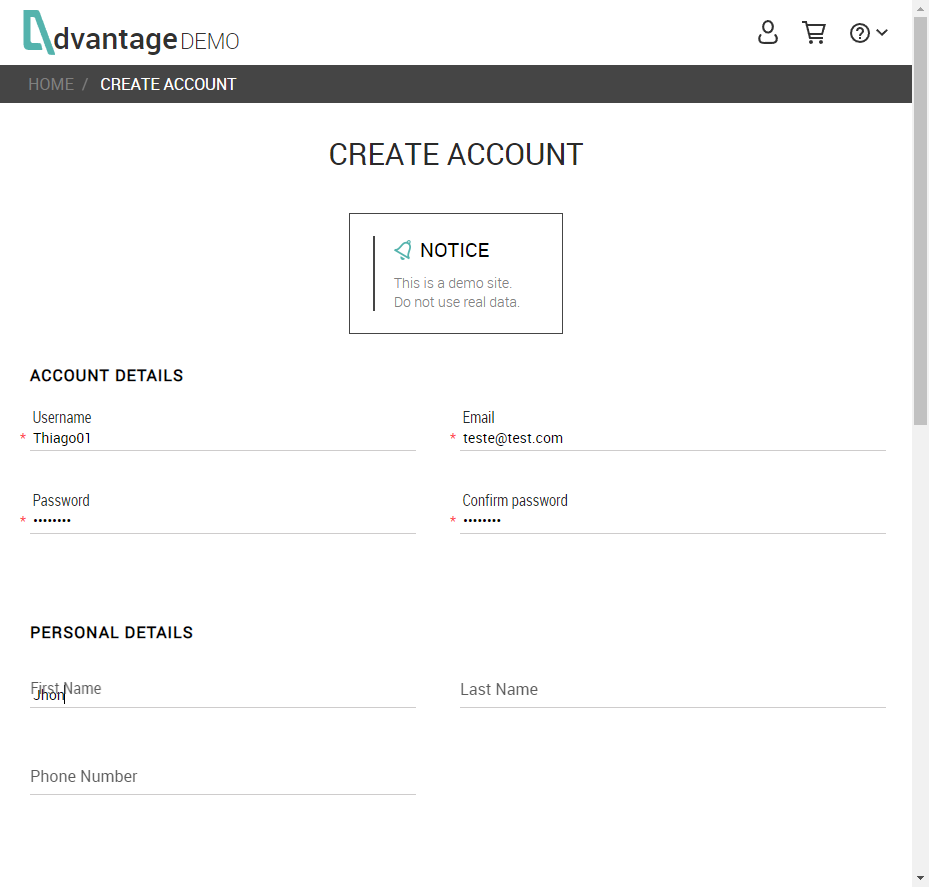 dvantage DEMO
HOME / CREATE ACCOUNT
CREATE ACCOUNT
NOTICE
This is a demo site.
Do not use real data.
ACCOUNT DETAILS
Username
Email
* Thiago01
* teste@test.com
Password
Confirm password
* ••••••••
* ••••••••
PERSONAL DETAILS
First Name
Jhon
Last Name
Phone Number